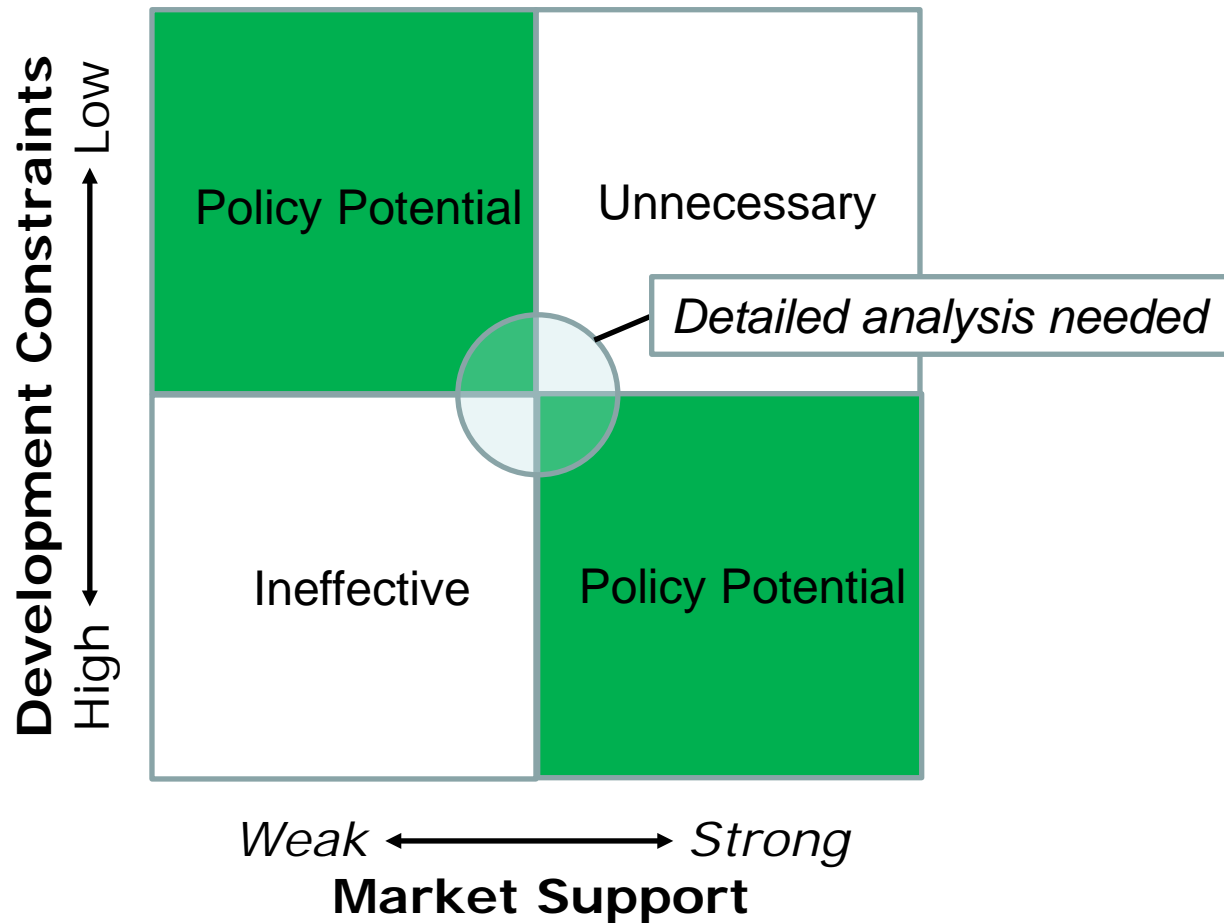 Development Constraints
Low
High
Policy Potential
Unnecessary
Detailed analysis needed
Ineffective
Policy Potential
Weak
Strong
Market Support